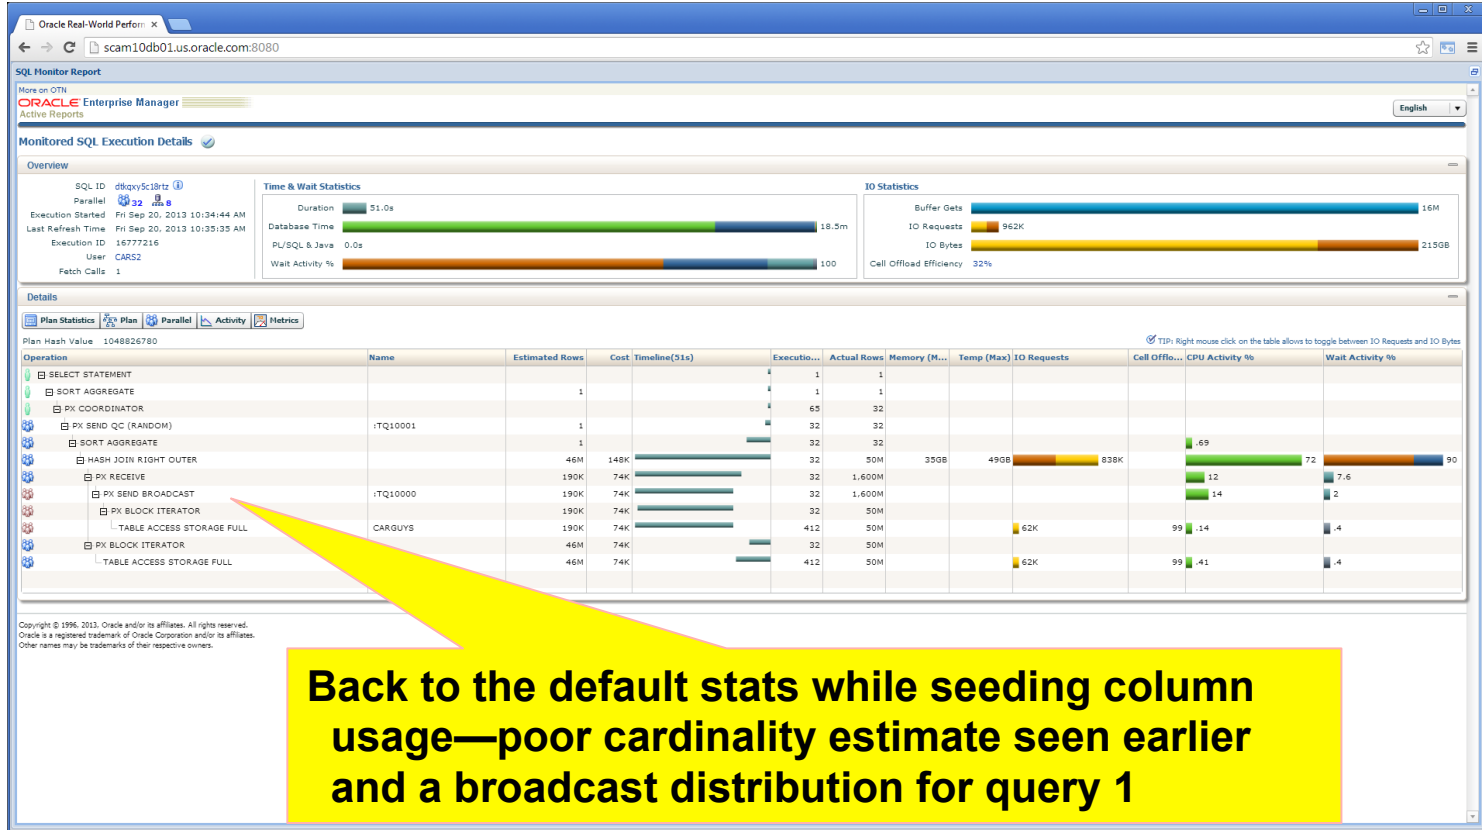 Oracle Real-World Perform ×
scam10db01.us.oracle.com:8080
SQL Monitor Report
More on OTN
ORACLE Enterprise Manager
Active Reports
English
Monitored SQL Execution Details
Overview
SQL ID dtkqxy5c18rtz
Parallel 32 8
Execution Started Fri Sep 20, 2013 10:34:44 AM
Last Refresh Time Fri Sep 20, 2013 10:35:35 AM
Execution ID 16777216
User CARS2
Fetch Calls 1
Time & Wait Statistics
Duration 51.0s
Database Time 18.5m
PL/SQL & Java 0.0s
Wait Activity % 100
IO Statistics
Buffer Gets 16M
IO Requests 962K
IO Bytes 215GB
Cell Offload Efficiency 32%
Details
Plan Statistics Plan Parallel Activity Metrics
Plan Hash Value 1048826780
TIP: Right mouse click on the table allows to toggle between IO Requests and IO Bytes
Operation Name Estimated Rows Cost Timeline(51s) Executio... Actual Rows Memory (M... Temp (Max) IO Requests Cell Offlo... CPU Activity % Wait Activity %
SELECT STATEMENT 1 1
SORT AGGREGATE 1 1 1
PX COORDINATOR 65 32
PX SEND QC (RANDOM) :TQ10001 1 32 32
SORT AGGREGATE 1 32 32 .69
HASH JOIN RIGHT OUTER 46M 148K 32 50M 35GB 49GB 838K 72 90
PX RECEIVE 190K 74K 32 1,600M 12 7.6
PX SEND BROADCAST :TQ10000 190K 74K 32 1,600M 14 2
PX BLOCK ITERATOR 190K 74K 32 50M
TABLE ACCESS STORAGE FULL CARGUYS 190K 74K 412 50M 62K 99 .14 .4
PX BLOCK ITERATOR 46M 74K 32 50M
TABLE ACCESS STORAGE FULL 46M 74K 412 50M 62K 99 .41 .4
Copyright © 1996, 2013. Oracle and/or its affiliates. All rights reserved.
Oracle is a registered trademark of Oracle Corporation and/or its affiliates.
Other names may be trademarks of their respective owners.
Back to the default stats while seeding column
usage—poor cardinality estimate seen earlier
and a broadcast distribution for query 1